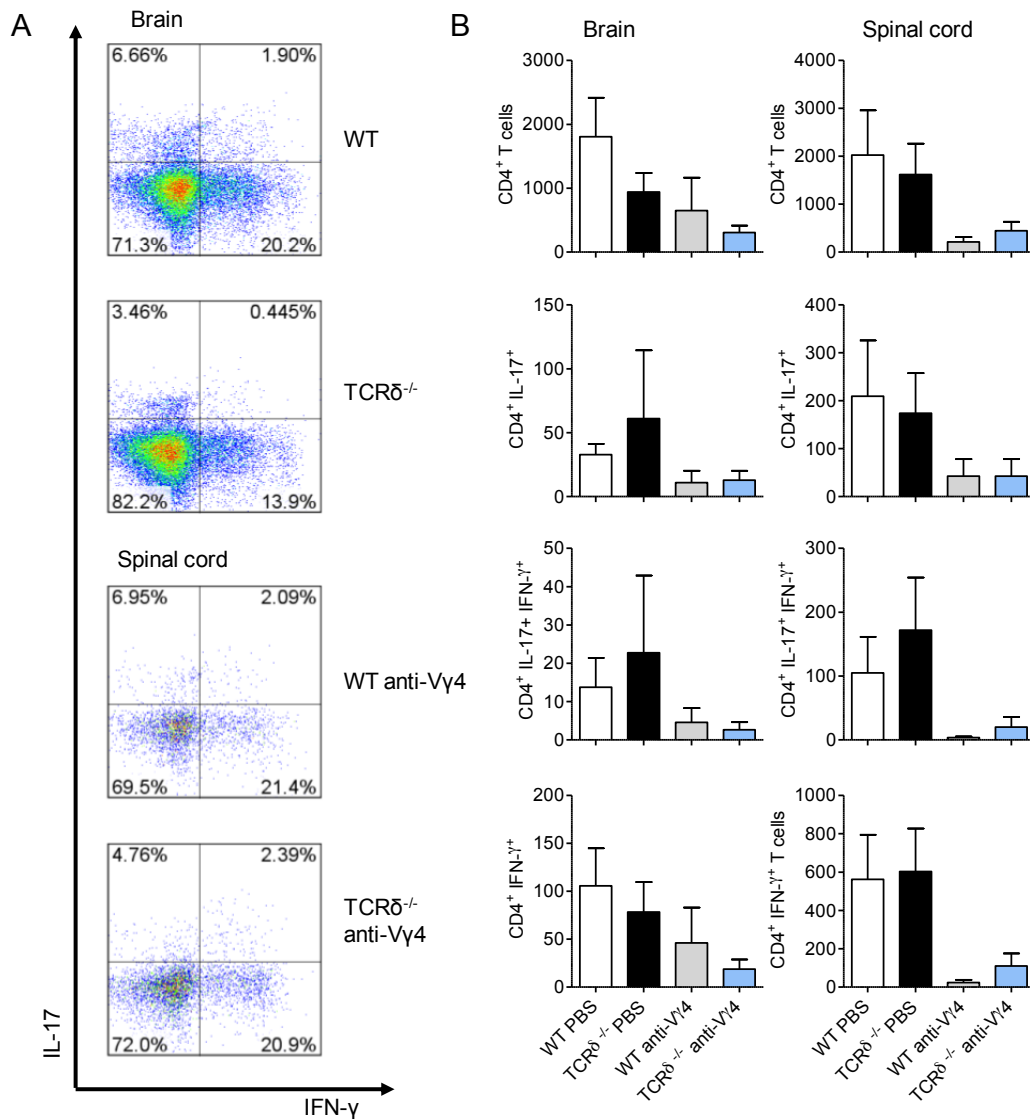 A
Brain
6.66% 1.90%
71.3% 20.2%
WT
3.46% 0.445%
82.2% 13.9%
TCRδ-/-
Spinal cord
6.95% 2.09%
69.5% 21.4%
WT anti-Vγ4
4.76% 2.39%
72.0% 20.9%
TCRδ-/-
anti-Vγ4
IL-17
IFN-γ
B
Brain
Spinal cord
CD4+ T cells
3000
2000
1000
0
CD4+ T cells
4000
3000
2000
1000
0
CD4+ IL-17+
150
100
50
0
CD4+ IL-17+
400
300
200
100
0
CD4+ IL-17+ IFN-γ+
50
40
30
20
10
0
CD4+ IL-17+ IFN-γ+
300
200
100
0
CD4+ IFN-γ+
200
150
100
50
0
CD4+ IFN-γ+ T cells
1000
800
600
400
200
0
WT PBS
TCRδ -/- PBS
WT anti-Vγ4
TCRδ -/- anti-Vγ4
WT PBS
TCRδ -/- PBS
WT anti-Vγ4
TCRδ -/- anti-Vγ4